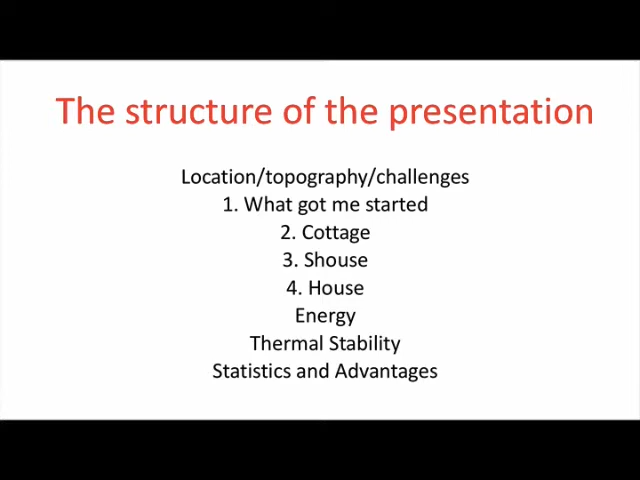 The structure of the presentation
Location/topography/challenges
1. What got me started
2. Cottage
3. Shouse
4. House
Energy
Thermal Stability
Statistics and Advantages